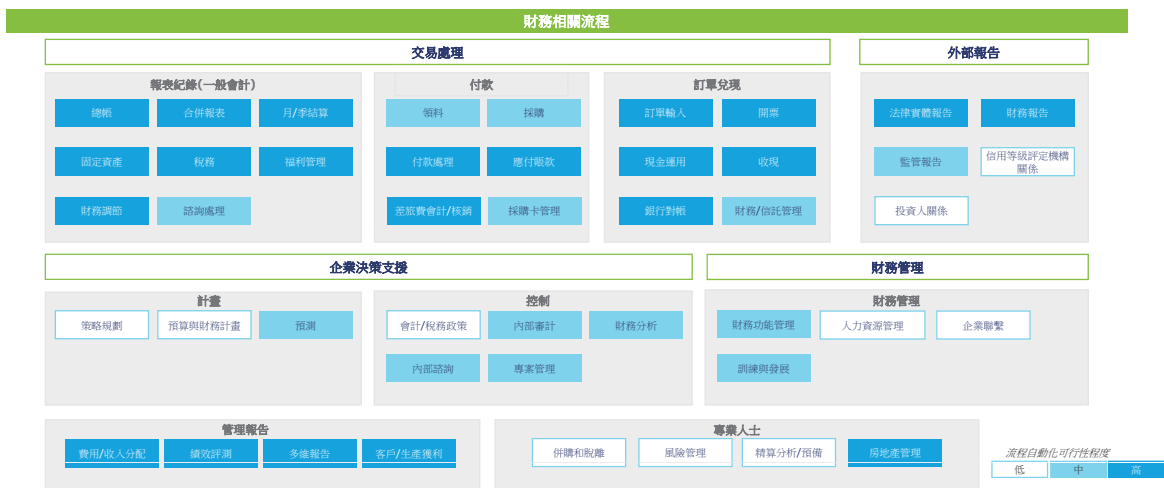 財務相關流程
交易處理
外部報告
報表紀錄(一般會計)
付款
訂單兌現
總帳
合併報表
月/季結算
領料
採購
訂單輸入
開票
法律實體報告
財務報告
固定資產
稅務
福利管理
付款處理
應付賬款
現金運用
收現
監管報告
信用等級評定機構
關係
財務調節
諮詢處理
差旅費會計/核銷
採購卡管理
銀行對帳
財務/信託管理
投資人關係
企業決策支援
財務管理
計畫
控制
財務管理
策略規劃
預算與財務計畫
預測
會計/稅務政策
內部審計
財務分析
財務功能管理
人力資源管理
企業聯繫
內部諮詢
專案管理
訓練與發展
管理報告
專業人士
費用/收入分配
績效評測
多維報告
客戶/生產獲利
併購和脫離
風險管理
精算分析/預備
房地產管理
流程自動化可行性程度
低
中
高